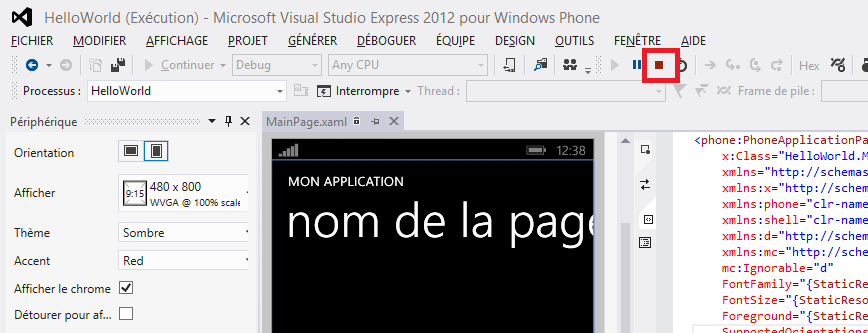 HelloWorld (Exécution) - Microsoft Visual Studio Express 2012 pour Windows Phone
FICHIER MODIFIER AFFICHAGE PROJET GÉNÉRER DÉBOGUER ÉQUIPE DESIGN OUTILS FENÊTRE AIDE
Continuer Debug Any CPU Hex
Processus : HelloWorld Interrompre Thread : Frame de pile :
Périphérique
MainPage.xaml
Orientation
Afficher
9:15
480 x 800
WVGA @ 100% scale
Thème Sombre
Accent Red
Afficher le chrome
Détourer pour af...
12:38
MON APPLICATION
nom de la page
<phone:PhoneApplicationPa
x:Class="HelloWorld.M
xmlns="http://schemas
xmlns:x="http://schem
xmlns:phone="clr-name
xmlns:shell="clr-name
xmlns:d="http://schem
xmlns:mc="http://sche
mc:Ignorable="d"
FontFamily="{StaticRe
FontSize="{StaticReso
Foreground="{StaticRe
SupportedOrientations